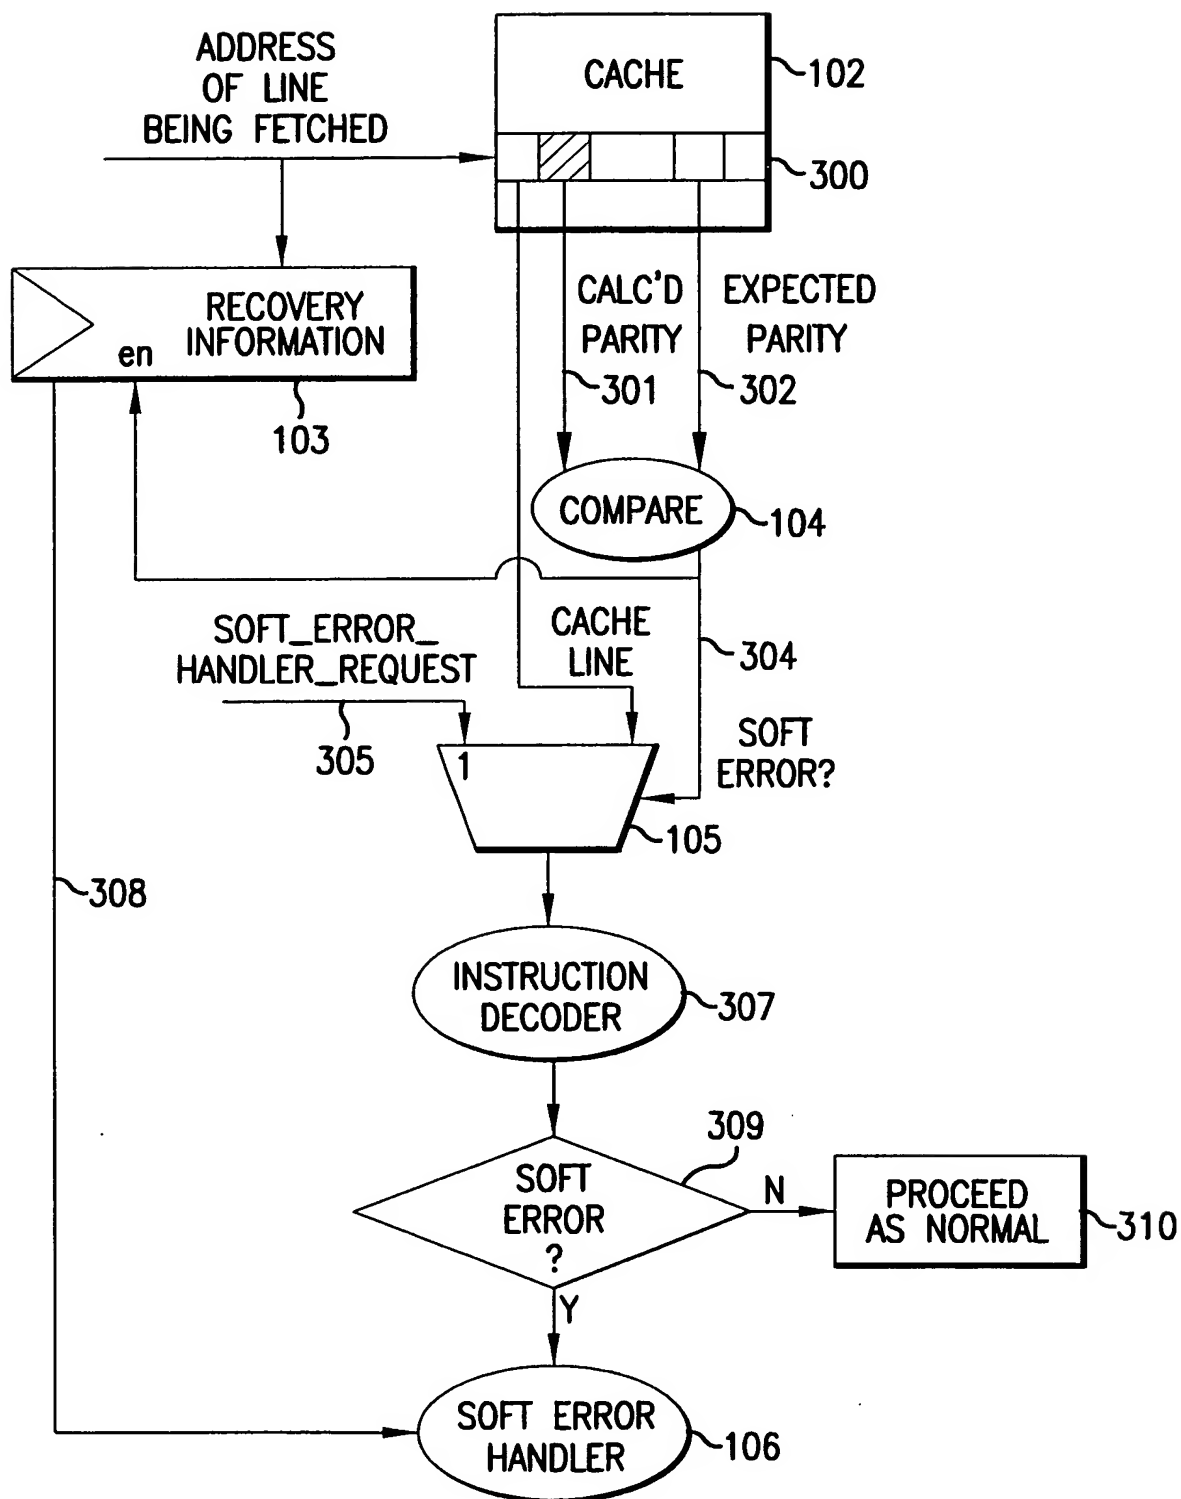 ADDRESS
OF LINE
BEING FETCHED
CACHE
102
300
RECOVERY
INFORMATION
en
103
CALC'D
PARITY
301
EXPECTED
PARITY
302
COMPARE
104
SOFT_ERROR_
HANDLER_REQUEST
305
CACHE
LINE
304
SOFT
ERROR?
1
105
308
INSTRUCTION
DECODER
307
309
SOFT
ERROR
?
N
PROCEED
AS NORMAL
310
Y
SOFT ERROR
HANDLER
106